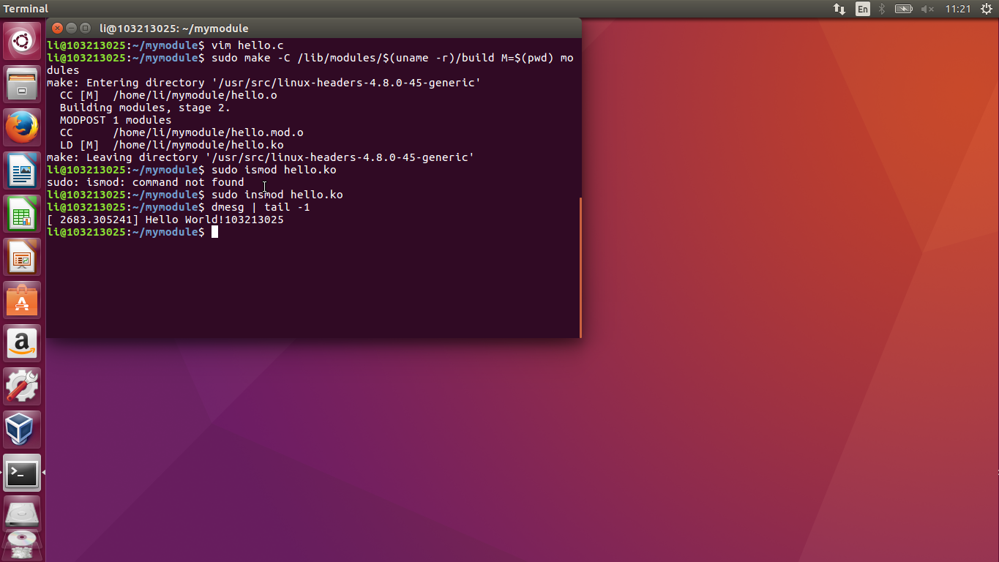 Terminal
En
11:21
li@103213025: ~/mymodule
li@103213025:~/mymodule$ vim hello.c
li@103213025:~/mymodule$ sudo make -C /lib/modules/$(uname -r)/build M=$(pwd) mo
dules
make: Entering directory '/usr/src/linux-headers-4.8.0-45-generic'
  CC [M]  /home/li/mymodule/hello.o
  Building modules, stage 2.
  MODPOST 1 modules
  CC      /home/li/mymodule/hello.mod.o
  LD [M]  /home/li/mymodule/hello.ko
make: Leaving directory '/usr/src/linux-headers-4.8.0-45-generic'
li@103213025:~/mymodule$ sudo ismod hello.ko
sudo: ismod: command not found
li@103213025:~/mymodule$ sudo insmod hello.ko
li@103213025:~/mymodule$ dmesg | tail -1
[ 2683.305241] Hello World!103213025
li@103213025:~/mymodule$